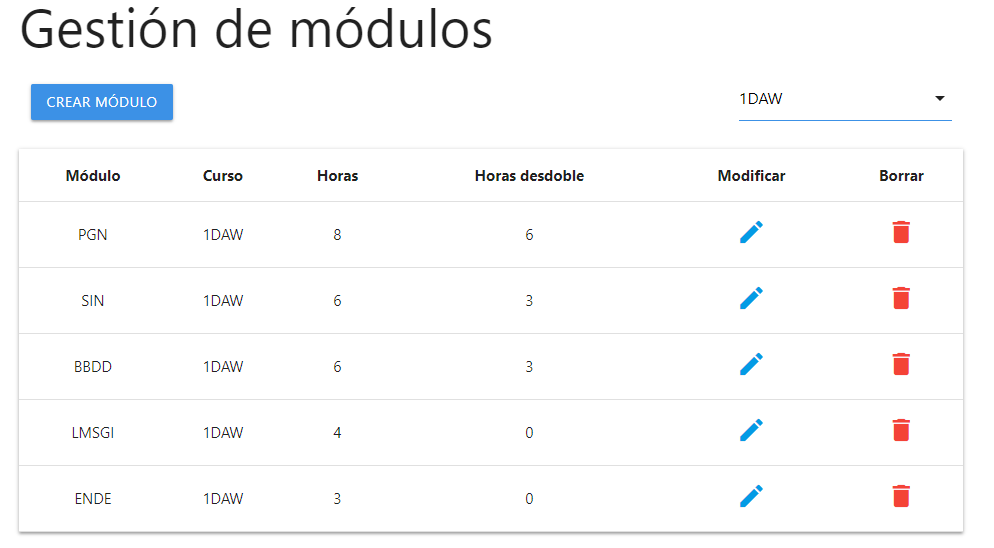 Gestión de módulos
CREAR MÓDULO 1DAW
Módulo Curso Horas Horas desdoble Modificar Borrar
PGN 1DAW 8 6
SIN 1DAW 6 3
BBDD 1DAW 6 3
LMSGI 1DAW 4 0
ENDE 1DAW 3 0